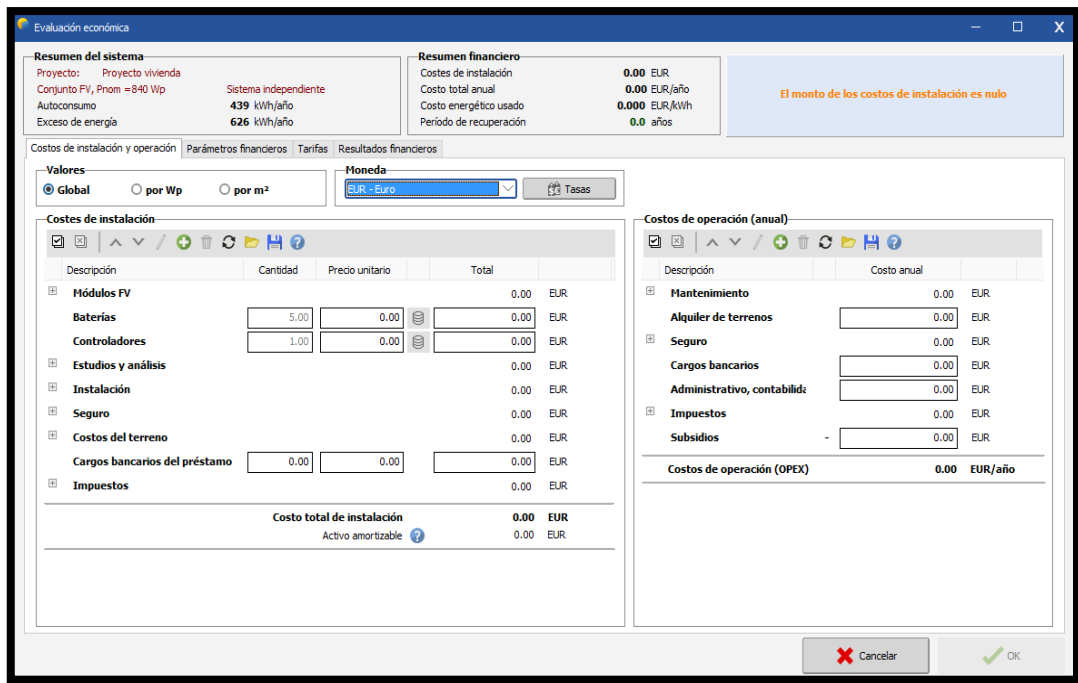 Evaluación económica
Resumen del sistema
Proyecto: Proyecto vivienda
Conjunto FV, Pnom =840 Wp Sistema independiente
Autoconsumo 439 kWh/año
Exceso de energía 626 kWh/año
Resumen financiero
Costes de instalación 0.00 EUR
Costo total anual 0.00 EUR/año
Costo energético usado 0.000 EUR/kWh
Período de recuperación 0.0 años
El monto de los costos de instalación es nulo
Costos de instalación y operación Parámetros financieros Tarifas Resultados financieros
Valores
Global por Wp por m²
Moneda
EUR - Euro Tasas
Costes de instalación
Descripción Cantidad Precio unitario Total
Módulos FV 0.00 EUR
Baterías 5.00 0.00 0.00 EUR
Controladores 1.00 0.00 0.00 EUR
Estudios y análisis 0.00 EUR
Instalación 0.00 EUR
Seguro 0.00 EUR
Costos del terreno 0.00 EUR
Cargos bancarios del préstamo 0.00 0.00 0.00 EUR
Impuestos 0.00 EUR
Costo total de instalación 0.00 EUR
Activo amortizable 0.00 EUR
Costos de operación (anual)
Descripción Costo anual
Mantenimiento 0.00 EUR
Alquiler de terrenos 0.00 EUR
Seguro 0.00 EUR
Cargos bancarios 0.00 EUR
Administrativo, contabilida 0.00 EUR
Impuestos 0.00 EUR
Subsidios - 0.00 EUR
Costos de operación (OPEX) 0.00 EUR/año
Cancelar OK